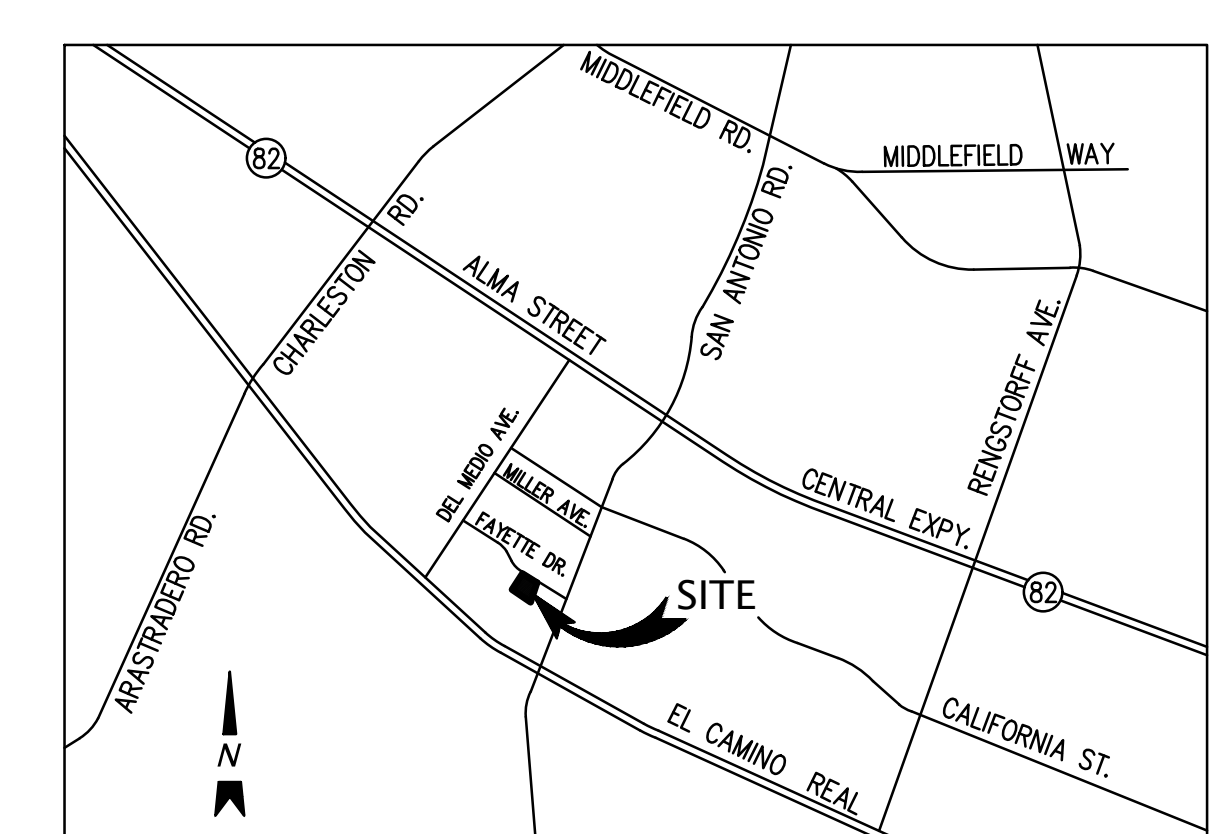 MIDDLEFIELD RD.
MIDDLEFIELD WAY
82
CHARLESTON RD.
ALMA STREET
SAN ANTONIO RD.
RENGSTORFF AVE.
DEL MEDIO AVE.
MILLER AVE.
FAYETTE DR.
CENTRAL EXPY.
82
SITE
ARASTRADERO RD.
EL CAMINO REAL
CALIFORNIA ST.
N